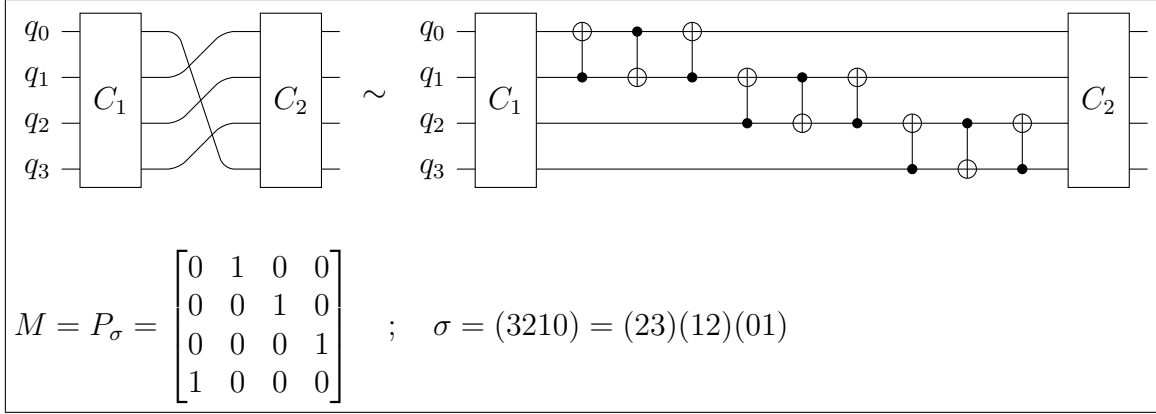 q₀ q₀
q₁ q₁
C₁ C₂ ∼ C₁ C₂
q₂ q₂
q₃ q₃
M = P_σ = [0 1 0 0
0 0 1 0
0 0 0 1
1 0 0 0] ; σ = (3210) = (23)(12)(01)